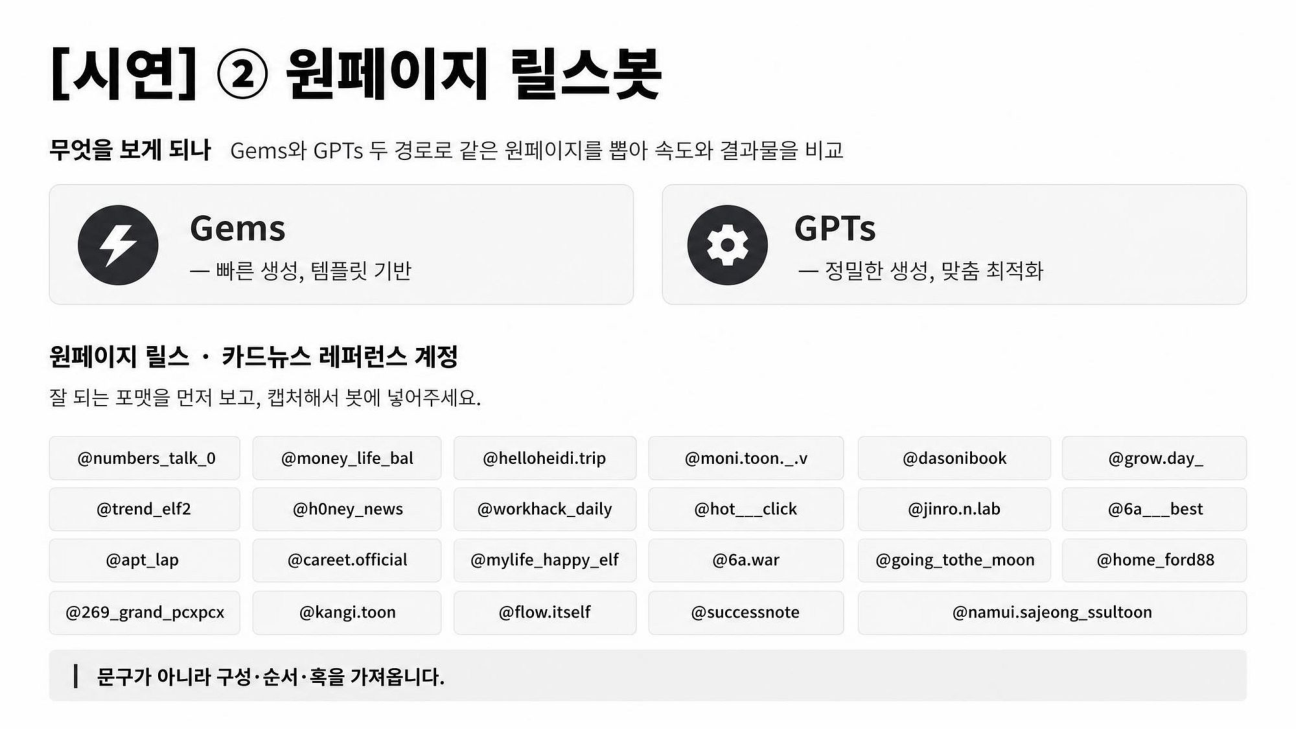 [시연] ② 원페이지 릴스봇
무엇을 보게 되나 Gems와 GPTs 두 경로로 같은 원페이지를 뽑아 속도와 결과물을 비교
Gems
— 빠른 생성, 템플릿 기반
GPTs
— 정밀한 생성, 맞춤 최적화
원페이지 릴스 · 카드뉴스 레퍼런스 계정
잘 되는 포맷을 먼저 보고, 캡처해서 봇에 넣어주세요.
@numbers_talk_0 @money_life_bal @helloheidi.trip @moni.toon._.v @dasonibook @grow.day_
@trend_elf2 @h0ney_news @workhack_daily @hot___click @jinro.n.lab @6a___best
@apt_lap @careet.official @mylife_happy_elf @6a.war @going_tothe_moon @home_ford88
@269_grand_pcxpcx @kangi.toon @flow.itself @successnote @namui.sajeong_ssultoon
문구가 아니라 구성·순서·훅을 가져옵니다.